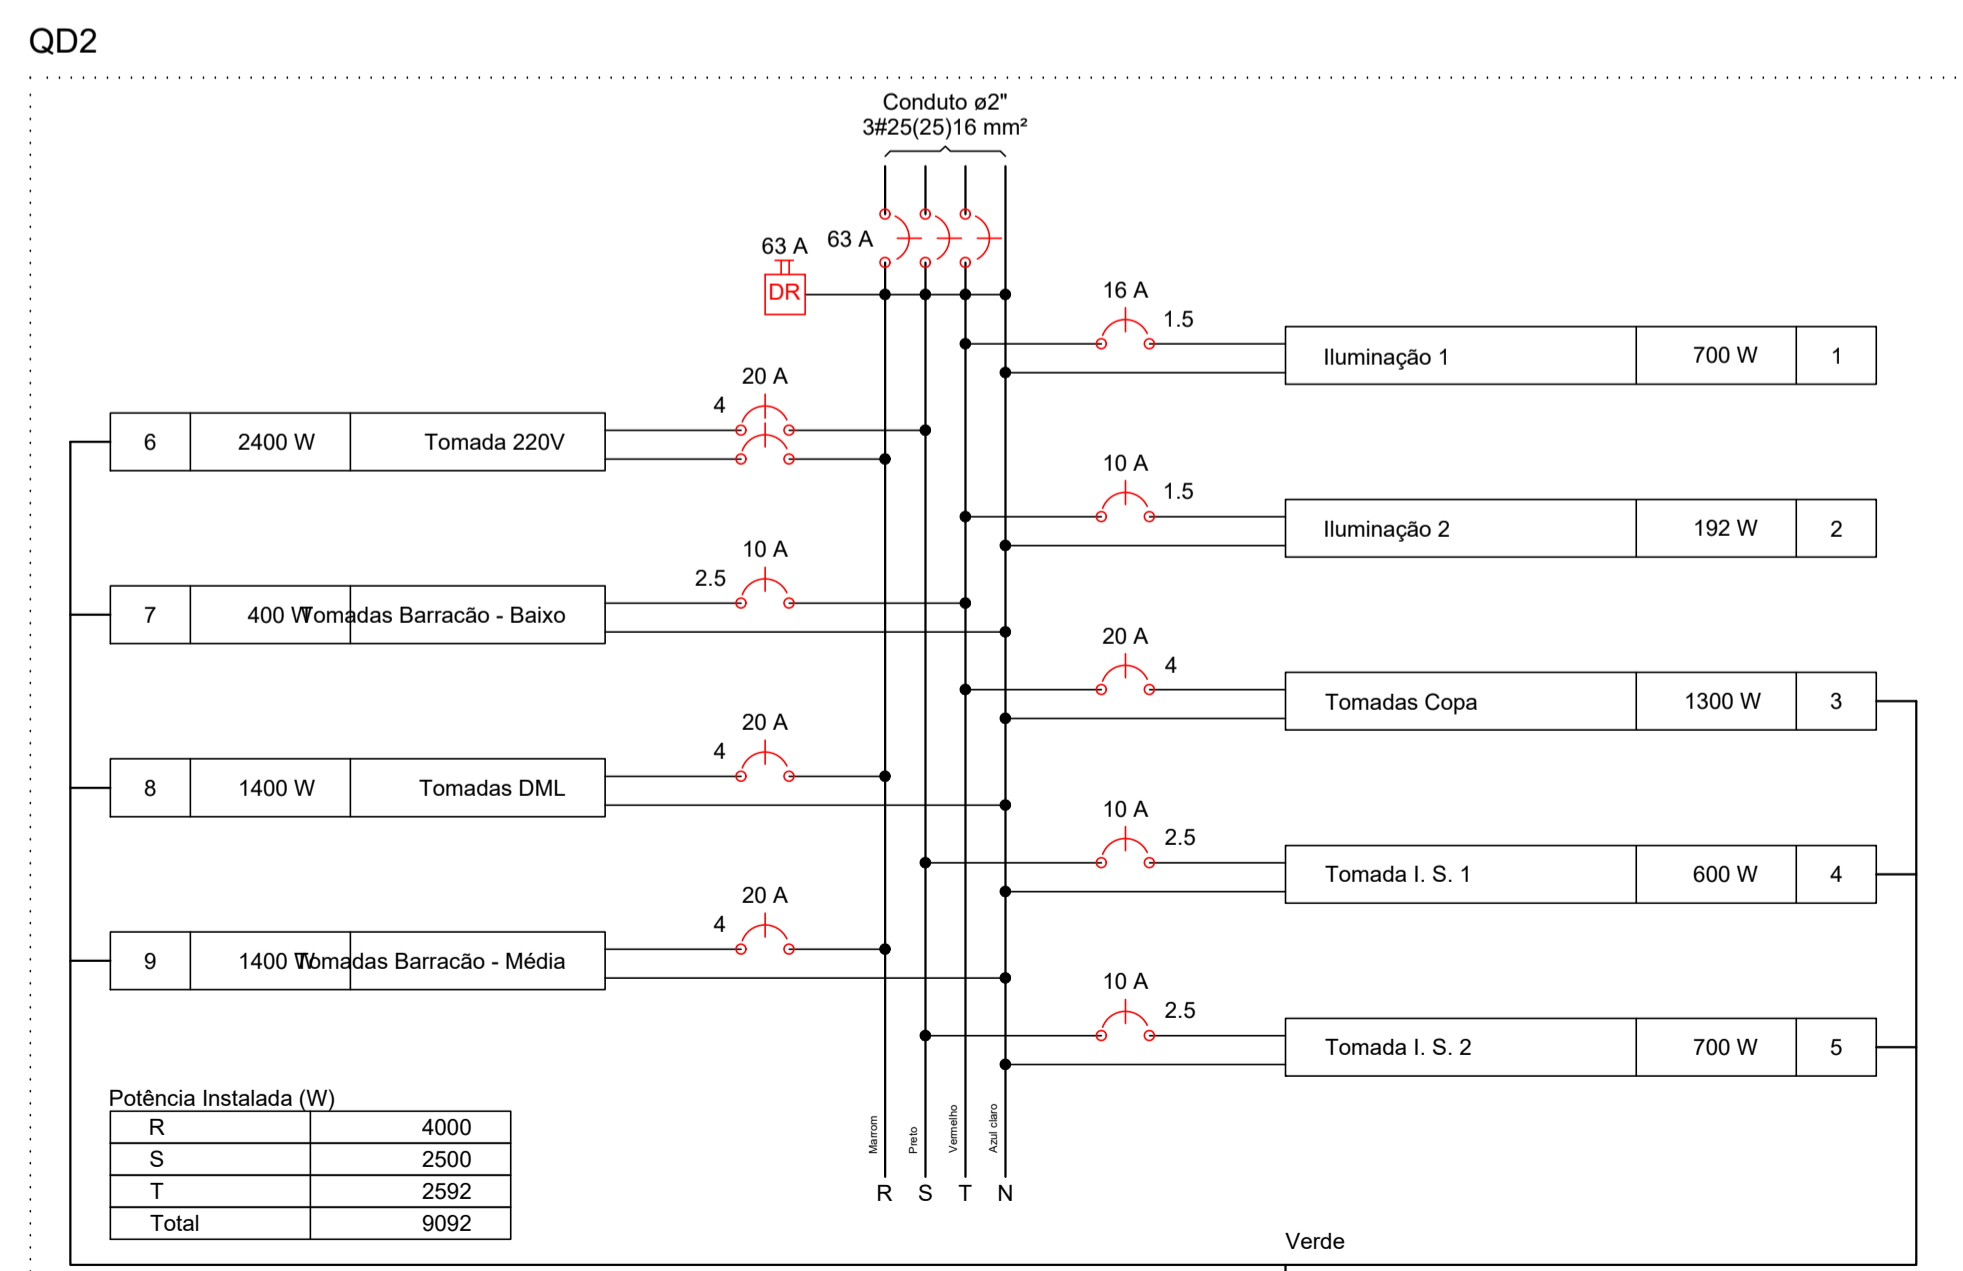 QD2
Conduto ø2"
3#25(25)16 mm²
63 A
63 A
DR
16 A
1.5
Iluminação 1 700 W 1
20 A
4
6 2400 W Tomada 220V
10 A
1.5
Iluminação 2 192 W 2
10 A
2.5
7 400 W Tomadas Barracão - Baixo
20 A
4
Tomadas Copa 1300 W 3
20 A
4
8 1400 W Tomadas DML
10 A
2.5
Tomada I. S. 1 600 W 4
20 A
4
9 1400 W Tomadas Barracão - Média
10 A
2.5
Tomada I. S. 2 700 W 5
Potência Instalada (W)
R 4000
S 2500
T 2592
Total 9092
Marrom
Preto
Vermelho
Azul claro
R S T N
Verde